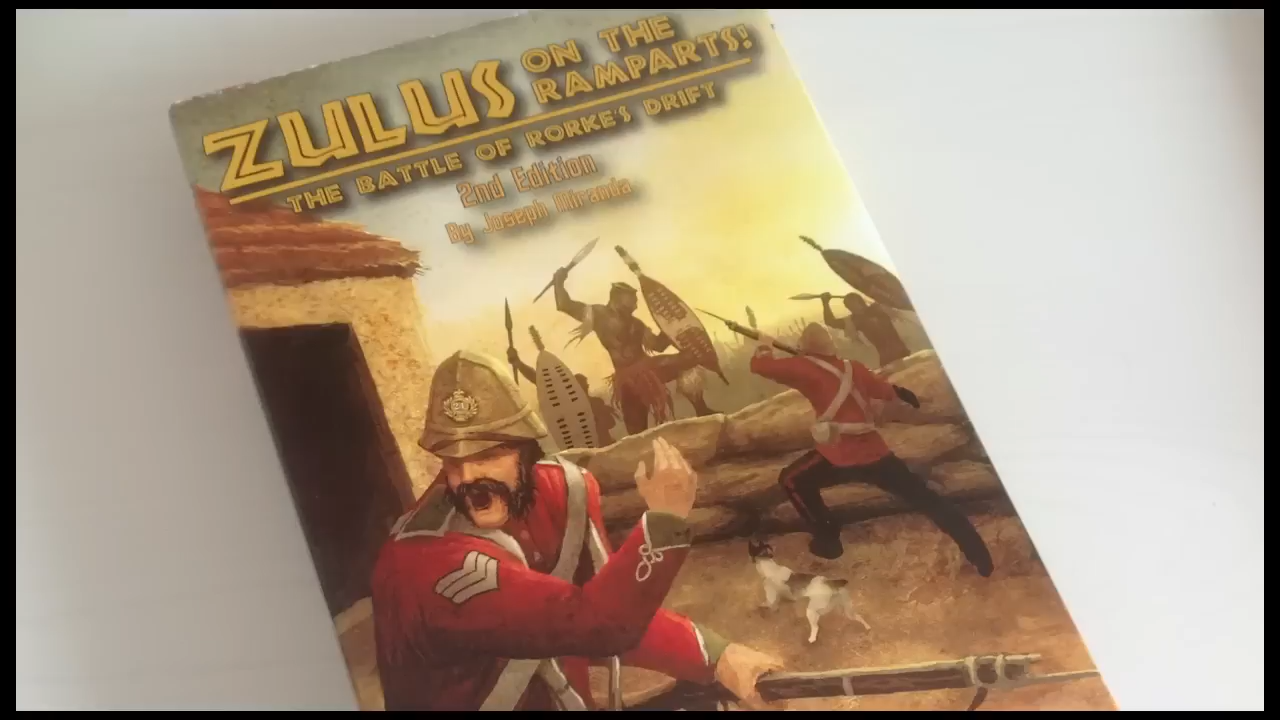 ZULUS ON THE RAMPARTS!
THE BATTLE OF RORKE'S DRIFT
2nd Edition
By Joseph Miranda